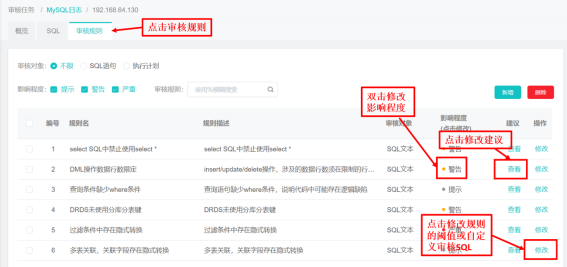 审核任务 / MySQL日志 / 192.168.64.130
概览 SQL 审核规则
点击审核规则
审核对象: 不限 SQL语句 执行计划
影响程度: 提示 警告 严重 审核规则: 新增 删除
双击修改
影响程度
编号 规则名 规则描述 审核对象 影响程度 建议 操作
(点击修改)
点击修改建议
1 select SQL中禁止使用select * select SQL中禁止使用select * SQL文本 警告 查看 修改
2 DML操作数据行数限定 insert/update/delete操作，涉及的数据行数须在限制的行... SQL文本 警告 查看 修改
3 查询条件缺少where条件 查询语句缺少where条件，说明代码中可能存在逻辑缺陷 SQL文本 提示 查看 修改
4 DRDS未使用分库分表键 DRDS未使用分库分表键 SQL文本 警告 查看 修改
5 过滤条件中存在隐式转换 过滤条件中存在隐式转换 SQL文本
点击修改规则
的阈值或自定
义审核SQL
6 多表关联，关联字段存在隐式转换 多表关联，关联字段存在隐式转换 SQL文本 查看 修改